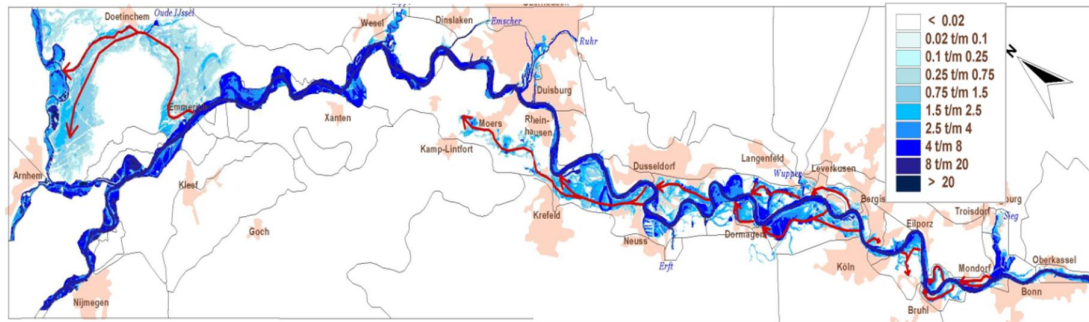 Doetinchem
Oude IJssel
Wesel
Dinslaken
Emscher
Ruhr
Duisburg
Rhein-
hausen
Moers
Xanten
Kamp-Lintfort
Arnhem
Kleef
Goch
Nijmegen
Krefeld
Dusseldorf
Neuss
Erft
Langenfeld
Wupper
Leverkusen
Dormagen
Köln
Eilporz
Troisdorf
Sieg
Mondorf
Oberkassel
Bonn
Bruhl
< 0.02
0.02 t/m 0.1
0.1 t/m 0.25
0.25 t/m 0.75
0.75 t/m 1.5
1.5 t/m 2.5
2.5 t/m 4
4 t/m 8
8 t/m 20
> 20
N